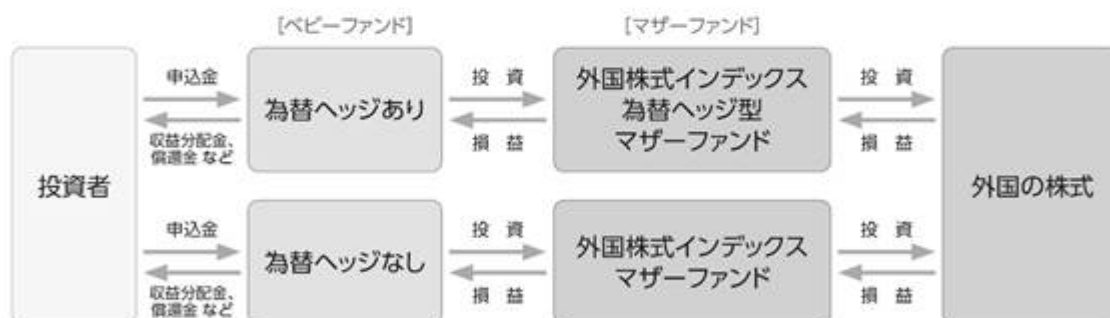 [ベビーファンド]
[マザーファンド]
投資者
申込金
収益分配金、
償還金 など
為替ヘッジあり
投 資
損 益
外国株式インデックス
為替ヘッジ型
マザーファンド
投 資
損 益
外国の株式
申込金
収益分配金、
償還金 など
為替ヘッジなし
投 資
損 益
外国株式インデックス
マザーファンド
投 資
損 益